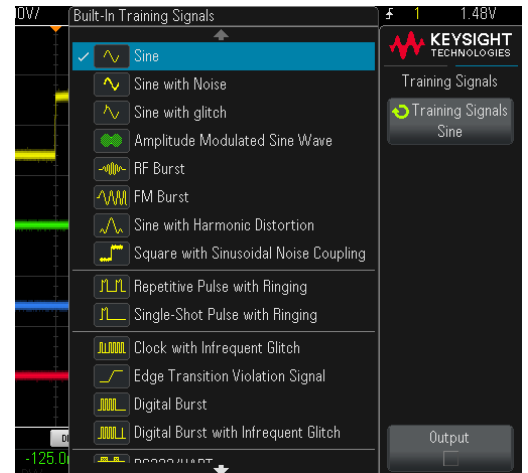 00V/
Built-In Training Signals
1
1.48V
KEYSIGHT
TECHNOLOGIES
Training Signals
Training Signals
Sine
Sine
Sine with Noise
Sine with glitch
Amplitude Modulated Sine Wave
RF Burst
FM Burst
Sine with Harmonic Distortion
Square with Sinusoidal Noise Coupling
Repetitive Pulse with Ringing
Single-Shot Pulse with Ringing
Clock with Infrequent Glitch
Edge Transition Violation Signal
Digital Burst
Digital Burst with Infrequent Glitch
-125.0
Output